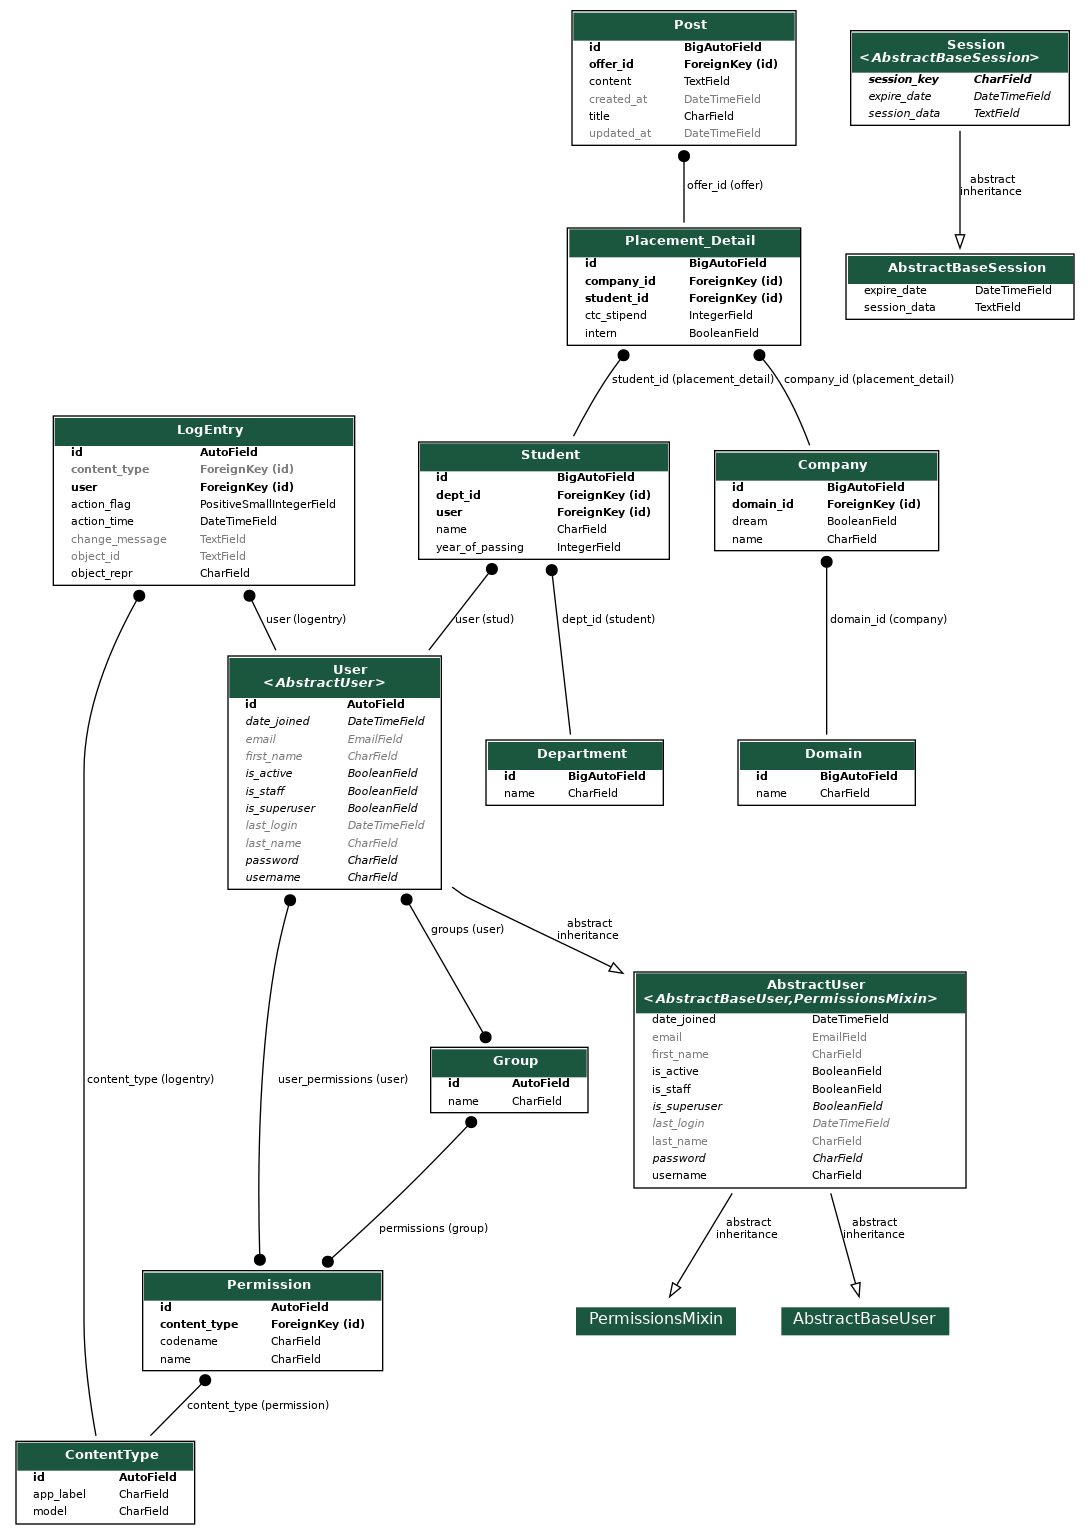 Post
id BigAutoField
offer_id ForeignKey (id)
content TextField
created_at DateTimeField
title CharField
updated_at DateTimeField
Session
<AbstractBaseSession>
session_key CharField
expire_date DateTimeField
session_data TextField
offer_id (offer)
abstract
inheritance
Placement_Detail
id BigAutoField
company_id ForeignKey (id)
student_id ForeignKey (id)
ctc_stipend IntegerField
intern BooleanField
AbstractBaseSession
expire_date DateTimeField
session_data TextField
student_id (placement_detail)
company_id (placement_detail)
LogEntry
id AutoField
content_type ForeignKey (id)
user ForeignKey (id)
action_flag PositiveSmallIntegerField
action_time DateTimeField
change_message TextField
object_id TextField
object_repr CharField
Student
id BigAutoField
dept_id ForeignKey (id)
user ForeignKey (id)
name CharField
year_of_passing IntegerField
Company
id BigAutoField
domain_id ForeignKey (id)
dream BooleanField
name CharField
user (logentry)
user (stud)
dept_id (student)
domain_id (company)
User
<AbstractUser>
id AutoField
date_joined DateTimeField
email EmailField
first_name CharField
is_active BooleanField
is_staff BooleanField
is_superuser BooleanField
last_login DateTimeField
last_name CharField
password CharField
username CharField
Department
id BigAutoField
name CharField
Domain
id BigAutoField
name CharField
groups (user)
abstract
inheritance
AbstractUser
<AbstractBaseUser,PermissionsMixin>
date_joined DateTimeField
email EmailField
first_name CharField
is_active BooleanField
is_staff BooleanField
is_superuser BooleanField
last_login DateTimeField
last_name CharField
password CharField
username CharField
content_type (logentry)
user_permissions (user)
Group
id AutoField
name CharField
permissions (group)
abstract
inheritance
abstract
inheritance
Permission
id AutoField
content_type ForeignKey (id)
codename CharField
name CharField
PermissionsMixin
AbstractBaseUser
content_type (permission)
ContentType
id AutoField
app_label CharField
model CharField